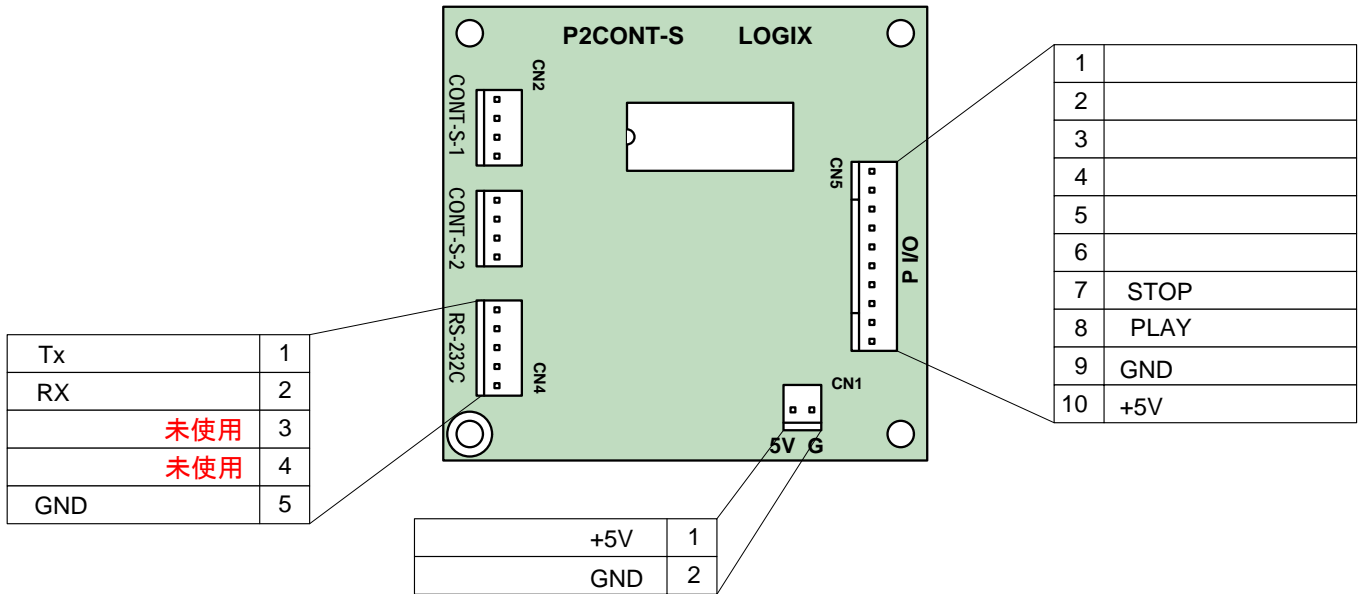 P2CONT-S LOGIX
CN2
CONT-S-1
CONT-S-2
RS-232C
CN4
CN5
P I/O
CN1
5V G
1
2
3
4
5
6
7 STOP
8 PLAY
9 GND
10 +5V
Tx 1
RX 2
未使用 3
未使用 4
GND 5
+5V 1
GND 2